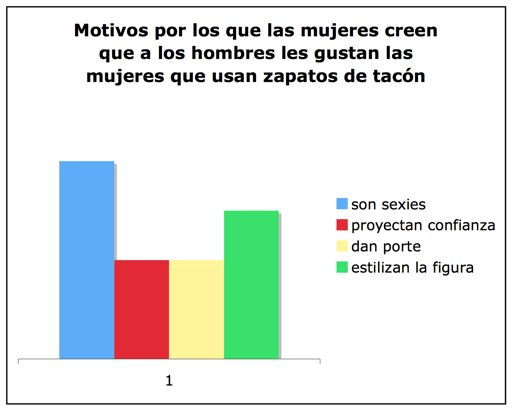 Motivos por los que las mujeres creen
que a los hombres les gustan las
mujeres que usan zapatos de tacón
son sexies
proyectan confianza
dan porte
estilizan la figura
1